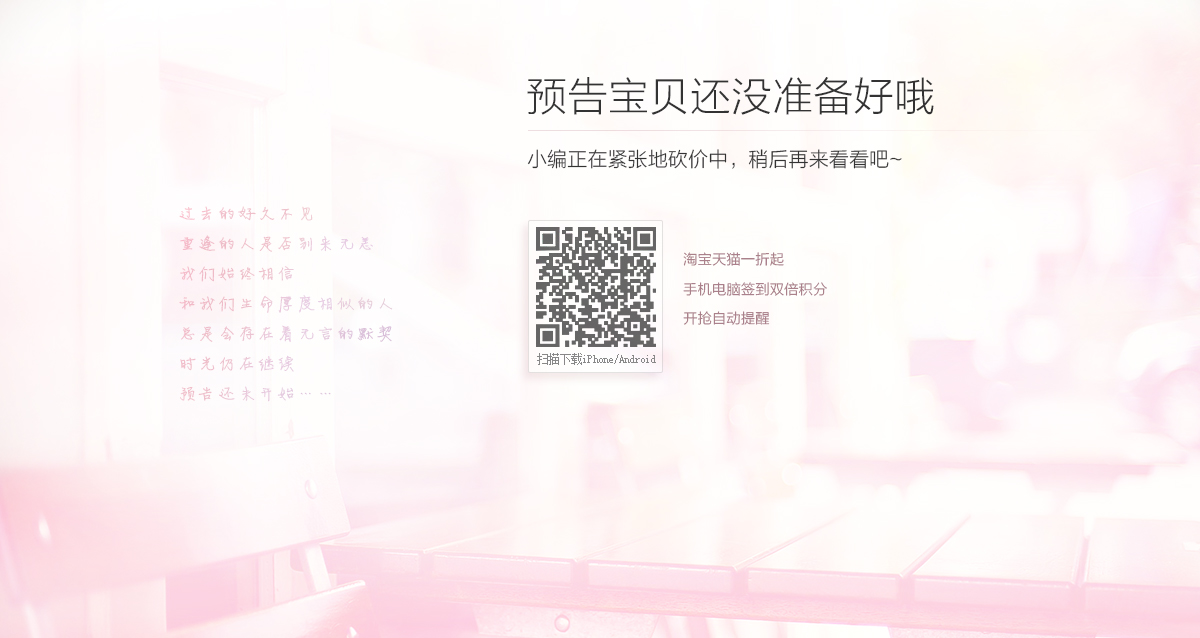 预告宝贝还没准备好哦
小编正在紧张地砍价中，稍后再来看看吧~
过去的好久不见
重逢的人是否别来无恙
我们始终相信
和我们生命厚度相似的人
总是会存在着无言的默契
时光仍在继续
预告还未开始……
淘宝天猫一折起
手机电脑签到双倍积分
开抢自动提醒
扫描下载iPhone/Android